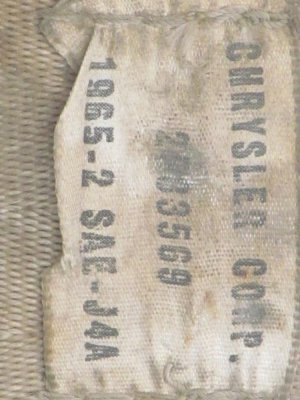 CHRYSLER CORP.
1965-2 SAE-J4A